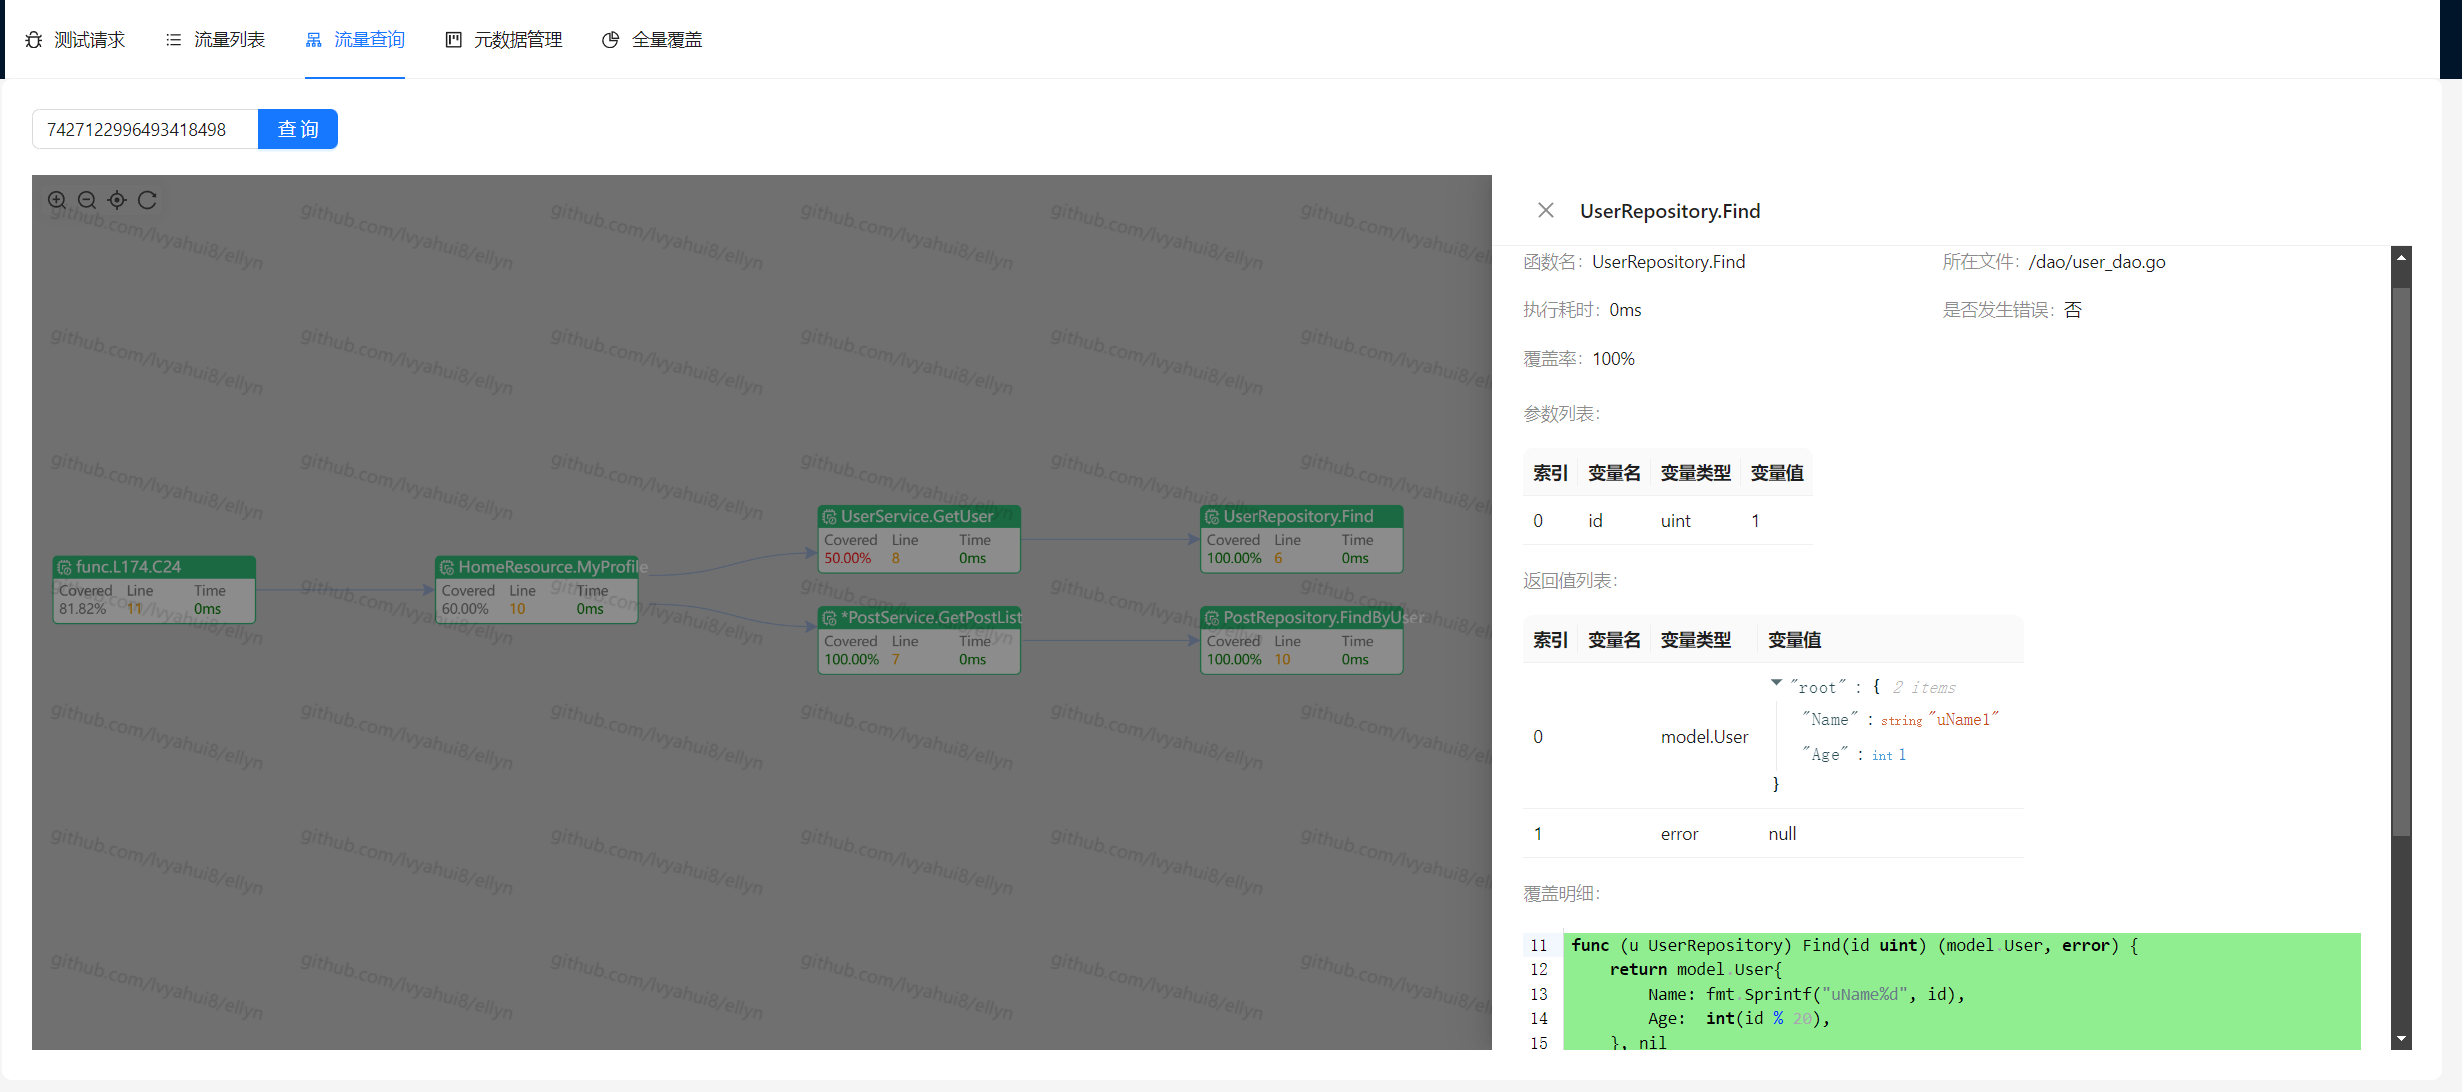 测试请求 流量列表 流量查询 元数据管理 全量覆盖
7427122996493418498 查 询
UserRepository.Find
函数名：UserRepository.Find 所在文件：/dao/user_dao.go
执行耗时：0ms 是否发生错误：否
覆盖率：100%
参数列表：
索引 变量名 变量类型 变量值
0 id uint 1
返回值列表：
索引 变量名 变量类型 变量值
0 model.User "root" : { 2 items
"Name" : string "uName1"
"Age" : int 1
}
1 error null
覆盖明细：
11 func (u UserRepository) Find(id uint) (model.User, error) {
12 return model.User{
13 Name: fmt.Sprintf("uName%d", id),
14 Age: int(id % 20),
15 }, nil
func.L174.C24
Covered Line Time
81.82% 11 0ms
HomeResource.MyProfile
Covered Line Time
60.00% 10 0ms
UserService.GetUser
Covered Line Time
50.00% 8 0ms
*PostService.GetPostList
Covered Line Time
100.00% 7 0ms
UserRepository.Find
Covered Line Time
100.00% 6 0ms
PostRepository.FindByUser
Covered Line Time
100.00% 10 0ms
github.com/lvyahui8/ellyn